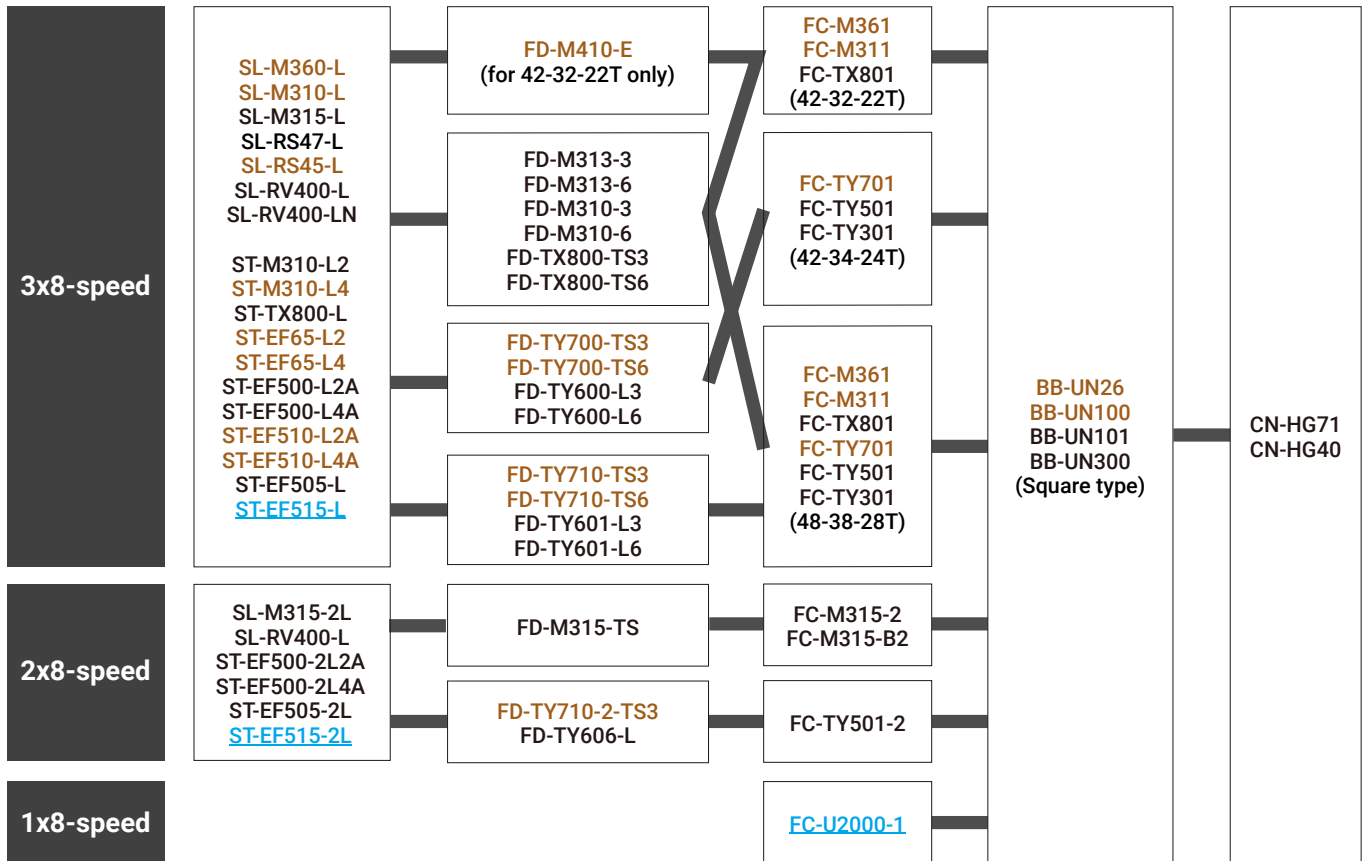 3x8-speed
SL-M360-L
SL-M310-L
SL-M315-L
SL-RS47-L
SL-RS45-L
SL-RV400-L
SL-RV400-LN
ST-M310-L2
ST-M310-L4
ST-TX800-L
ST-EF65-L2
ST-EF65-L4
ST-EF500-L2A
ST-EF500-L4A
ST-EF510-L2A
ST-EF510-L4A
ST-EF505-L
ST-EF515-L
FD-M410-E
(for 42-32-22T only)
FD-M313-3
FD-M313-6
FD-M310-3
FD-M310-6
FD-TX800-TS3
FD-TX800-TS6
FD-TY700-TS3
FD-TY700-TS6
FD-TY600-L3
FD-TY600-L6
FD-TY710-TS3
FD-TY710-TS6
FD-TY601-L3
FD-TY601-L6
FC-M361
FC-M311
FC-TX801
(42-32-22T)
FC-TY701
FC-TY501
FC-TY301
(42-34-24T)
FC-M361
FC-M311
FC-TX801
FC-TY701
FC-TY501
FC-TY301
(48-38-28T)
BB-UN26
BB-UN100
BB-UN101
BB-UN300
(Square type)
CN-HG71
CN-HG40
2x8-speed
SL-M315-2L
SL-RV400-L
ST-EF500-2L2A
ST-EF500-2L4A
ST-EF505-2L
ST-EF515-2L
FD-M315-TS
FD-TY710-2-TS3
FD-TY606-L
FC-M315-2
FC-M315-B2
FC-TY501-2
1x8-speed
FC-U2000-1